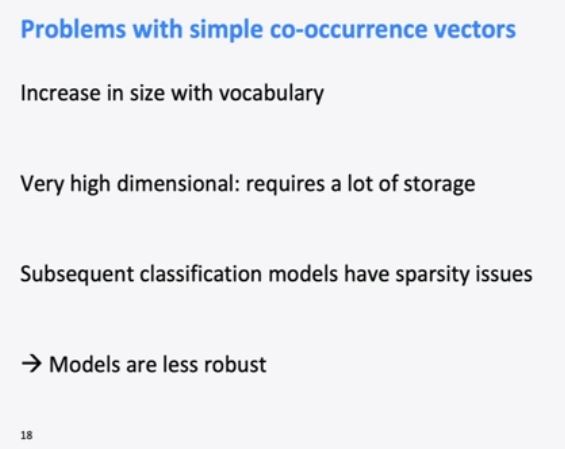 Problems with simple co-occurrence vectors
Increase in size with vocabulary
Very high dimensional: requires a lot of storage
Subsequent classification models have sparsity issues
→ Models are less robust
18